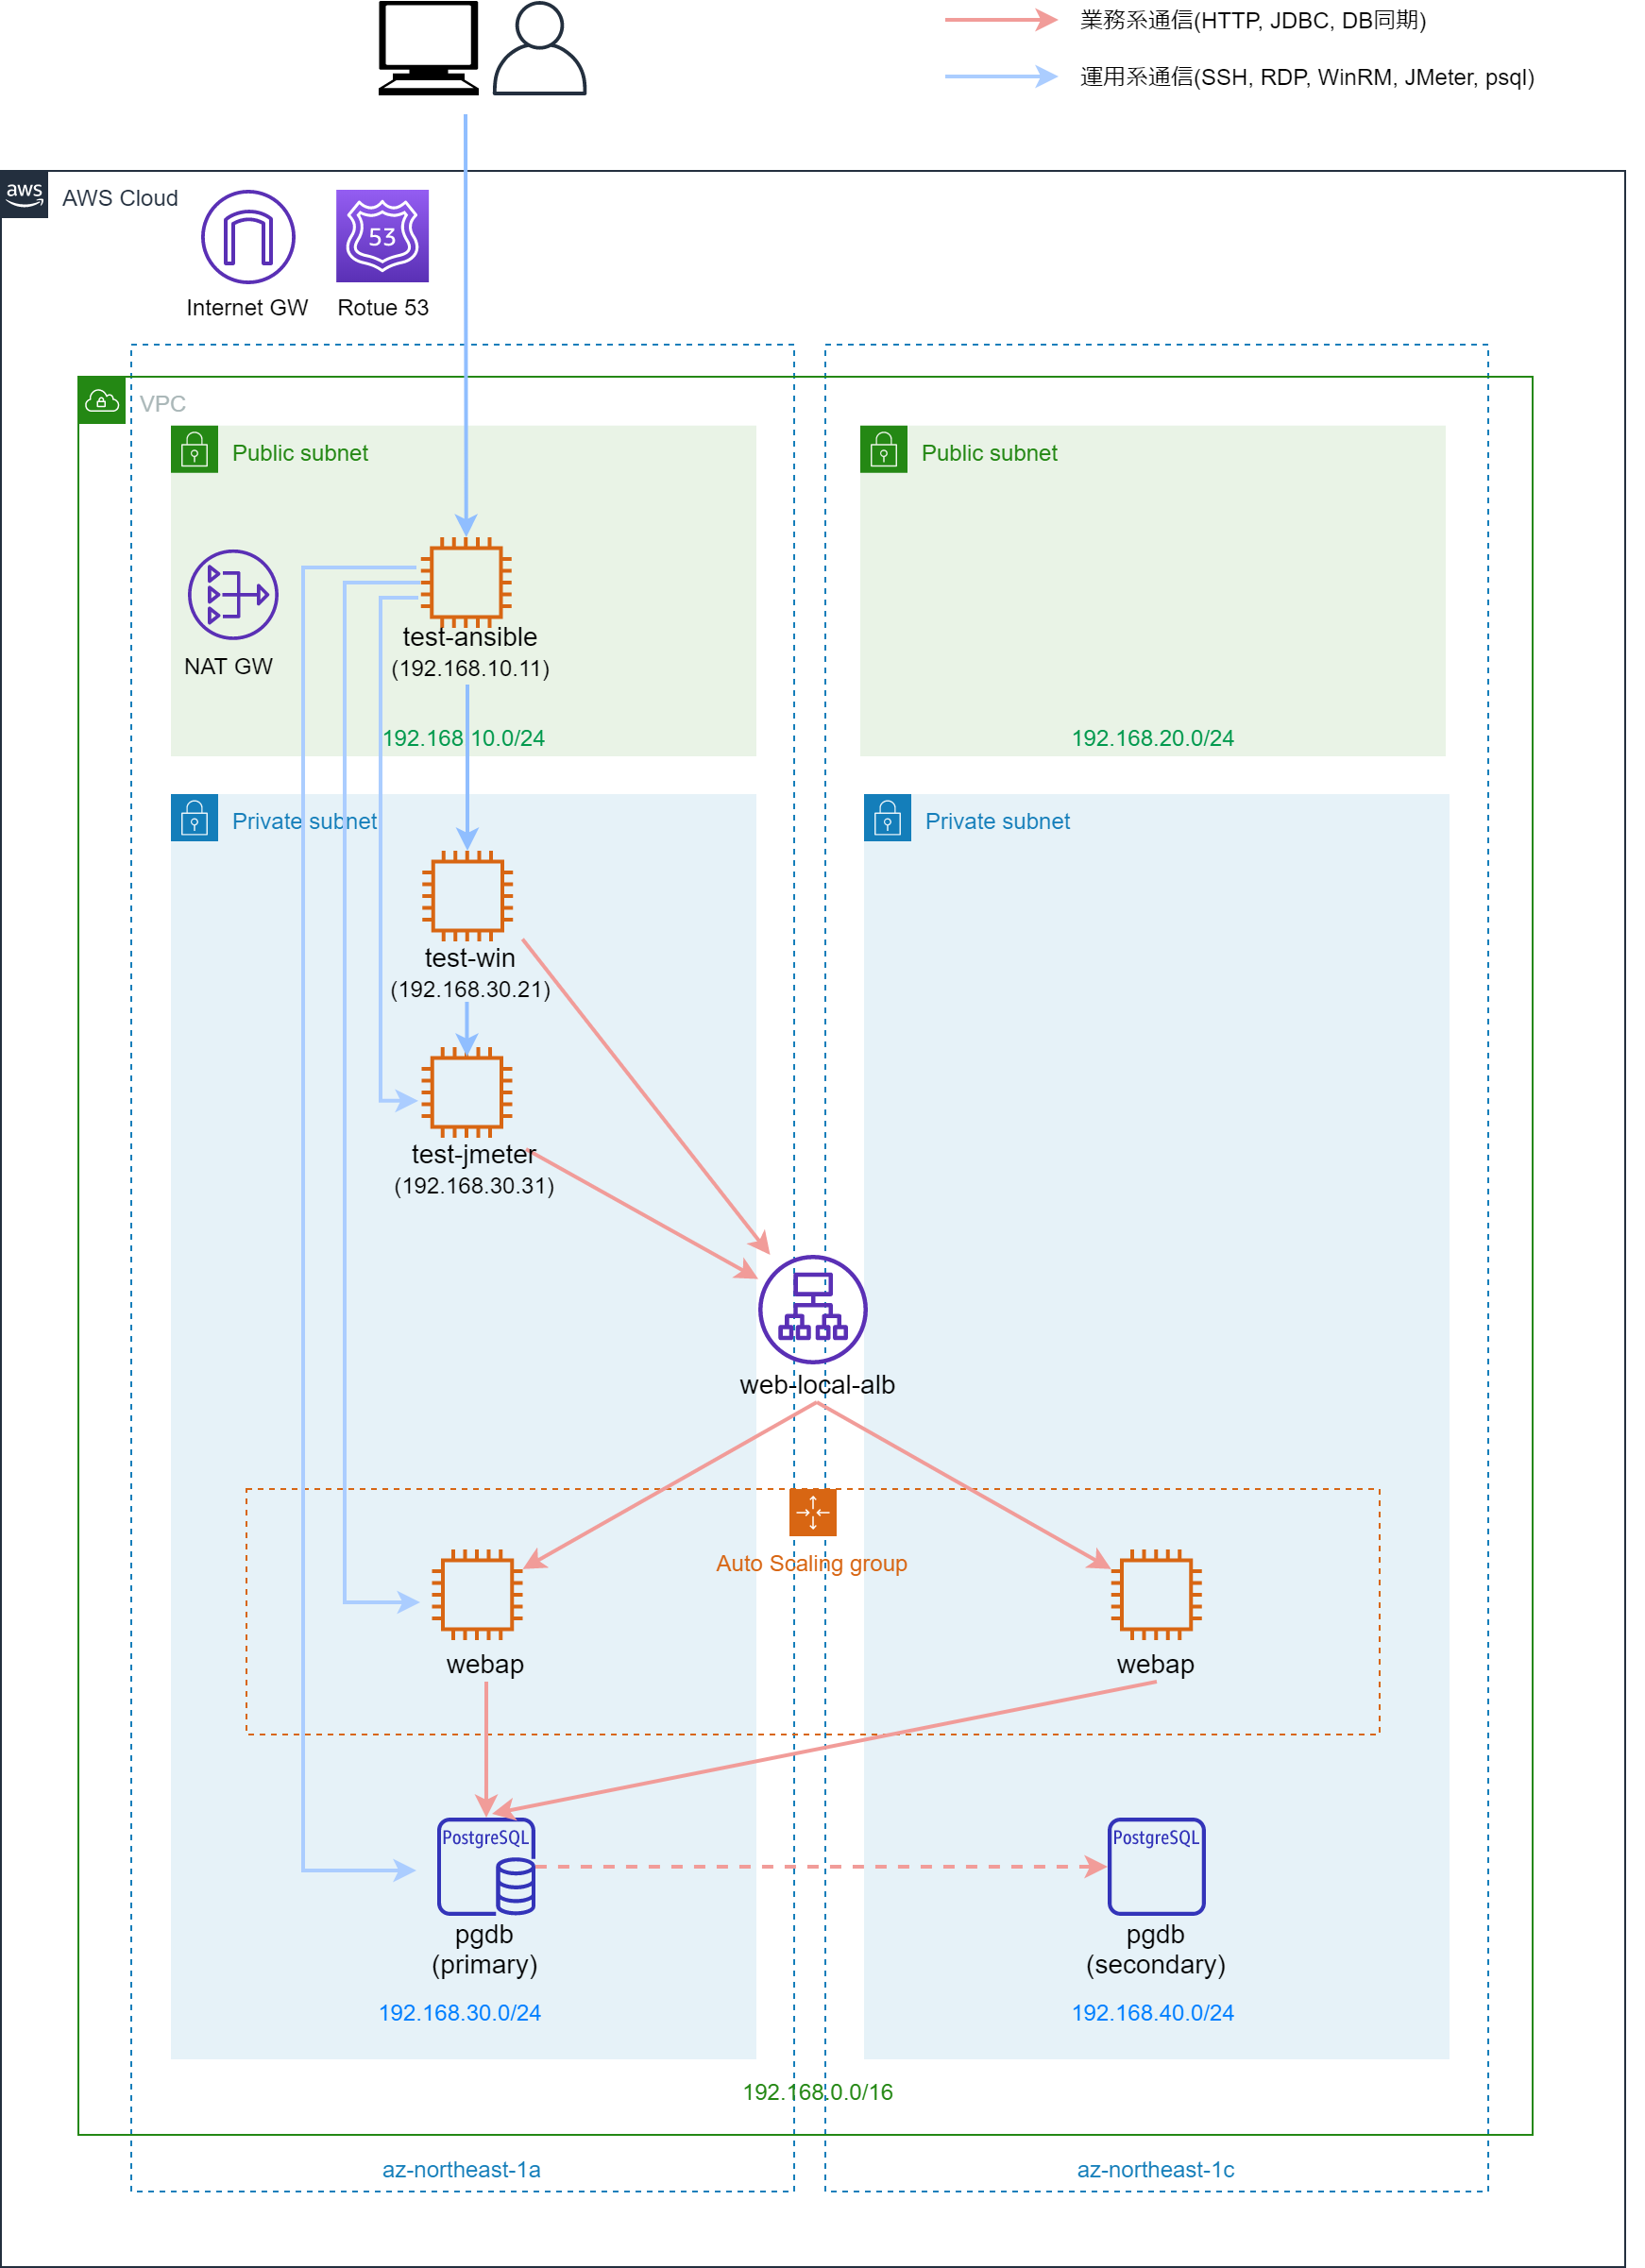 業務系通信(HTTP, JDBC, DB同期)
運用系通信(SSH, RDP, WinRM, JMeter, psql)
aws
AWS Cloud
53
Internet GW
Rotue 53
VPC
Public subnet
Public subnet
test-ansible
(192.168.10.11)
NAT GW
192.168.10.0/24
192.168.20.0/24
Private subnet
Private subnet
test-win
(192.168.30.21)
test-jmeter
(192.168.30.31)
web-local-alb
Auto Scaling group
webap
webap
PostgreSQL
PostgreSQL
pgdb
(primary)
pgdb
(secondary)
192.168.30.0/24
192.168.40.0/24
192.168.0.0/16
az-northeast-1a
az-northeast-1c